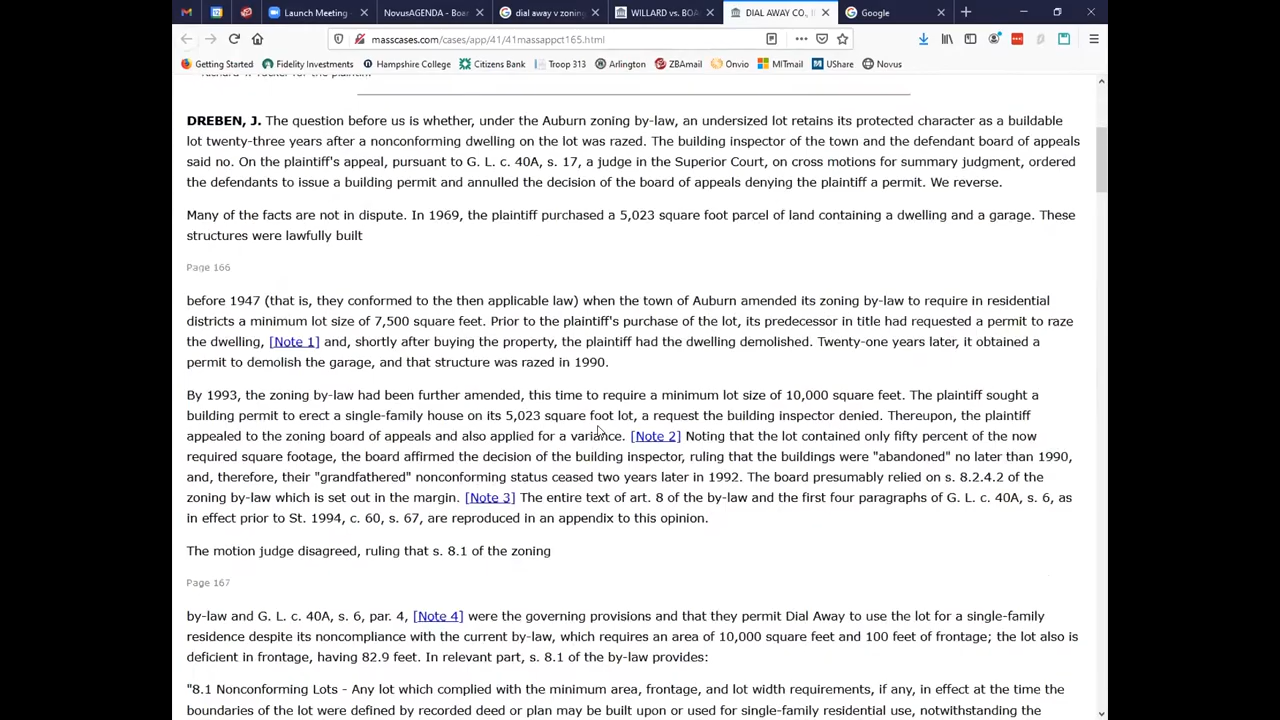 Launch Meeting -
NovusAGENDA - Boar
dial away v zoning
WILLARD vs. BOA
DIAL AWAY CO., I
Google
masscases.com/cases/app/41/41massappct165.html
Getting Started
Fidelity Investments
Hampshire College
Citizens Bank
Troop 313
Arlington
ZBAmail
Onvio
MITmail
UShare
Novus
DREBEN, J. The question before us is whether, under the Auburn zoning by-law, an undersized lot retains its protected character as a buildable
lot twenty-three years after a nonconforming dwelling on the lot was razed. The building inspector of the town and the defendant board of appeals
said no. On the plaintiff's appeal, pursuant to G. L. c. 40A, s. 17, a judge in the Superior Court, on cross motions for summary judgment, ordered
the defendants to issue a building permit and annulled the decision of the board of appeals denying the plaintiff a permit. We reverse.
Many of the facts are not in dispute. In 1969, the plaintiff purchased a 5,023 square foot parcel of land containing a dwelling and a garage. These
structures were lawfully built
Page 166
before 1947 (that is, they conformed to the then applicable law) when the town of Auburn amended its zoning by-law to require in residential
districts a minimum lot size of 7,500 square feet. Prior to the plaintiff's purchase of the lot, its predecessor in title had requested a permit to raze
the dwelling, [Note 1] and, shortly after buying the property, the plaintiff had the dwelling demolished. Twenty-one years later, it obtained a
permit to demolish the garage, and that structure was razed in 1990.
By 1993, the zoning by-law had been further amended, this time to require a minimum lot size of 10,000 square feet. The plaintiff sought a
building permit to erect a single-family house on its 5,023 square foot lot, a request the building inspector denied. Thereupon, the plaintiff
appealed to the zoning board of appeals and also applied for a variance. [Note 2] Noting that the lot contained only fifty percent of the now
required square footage, the board affirmed the decision of the building inspector, ruling that the buildings were "abandoned" no later than 1990,
and, therefore, their "grandfathered" nonconforming status ceased two years later in 1992. The board presumably relied on s. 8.2.4.2 of the
zoning by-law which is set out in the margin. [Note 3] The entire text of art. 8 of the by-law and the first four paragraphs of G. L. c. 40A, s. 6, as
in effect prior to St. 1994, c. 60, s. 67, are reproduced in an appendix to this opinion.
The motion judge disagreed, ruling that s. 8.1 of the zoning
Page 167
by-law and G. L. c. 40A, s. 6, par. 4, [Note 4] were the governing provisions and that they permit Dial Away to use the lot for a single-family
residence despite its noncompliance with the current by-law, which requires an area of 10,000 square feet and 100 feet of frontage; the lot also is
deficient in frontage, having 82.9 feet. In relevant part, s. 8.1 of the by-law provides:
"8.1 Nonconforming Lots - Any lot which complied with the minimum area, frontage, and lot width requirements, if any, in effect at the time the
boundaries of the lot were defined by recorded deed or plan may be built upon or used for single-family residential use, notwithstanding the